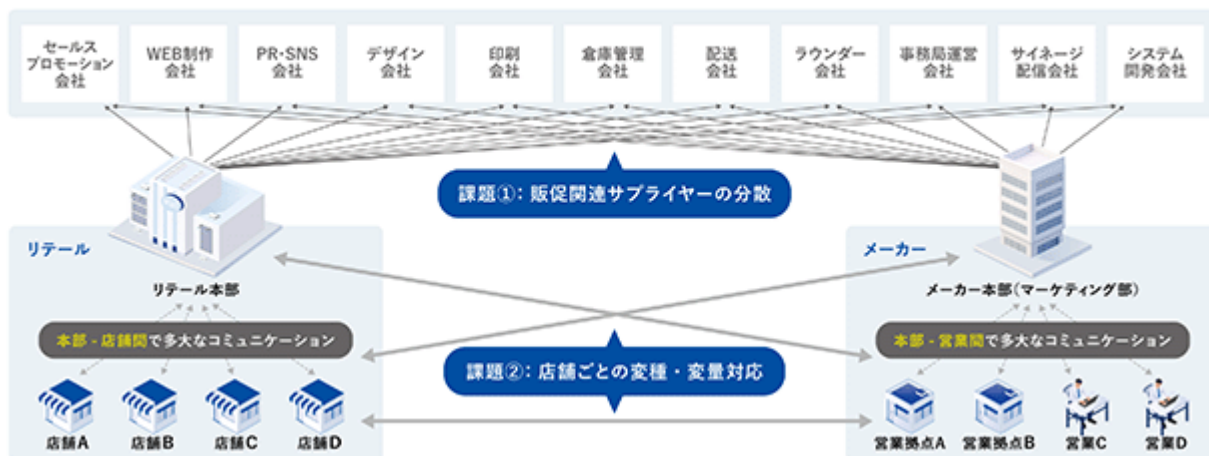 セールス
プロモーション
会社
WEB制作
会社
PR・SNS
会社
デザイン
会社
印刷
会社
倉庫管理
会社
配送
会社
ラウンダー
会社
事務局運営
会社
サイネージ
配信会社
システム
開発会社
課題①：販促関連サプライヤーの分散
リテール
リテール本部
本部 - 店舗間で多大なコミュニケーション
店舗A
店舗B
店舗C
店舗D
課題②：店舗ごとの変種・変量対応
メーカー
メーカー本部（マーケティング部）
本部 - 営業間で多大なコミュニケーション
営業拠点A
営業拠点B
営業C
営業D